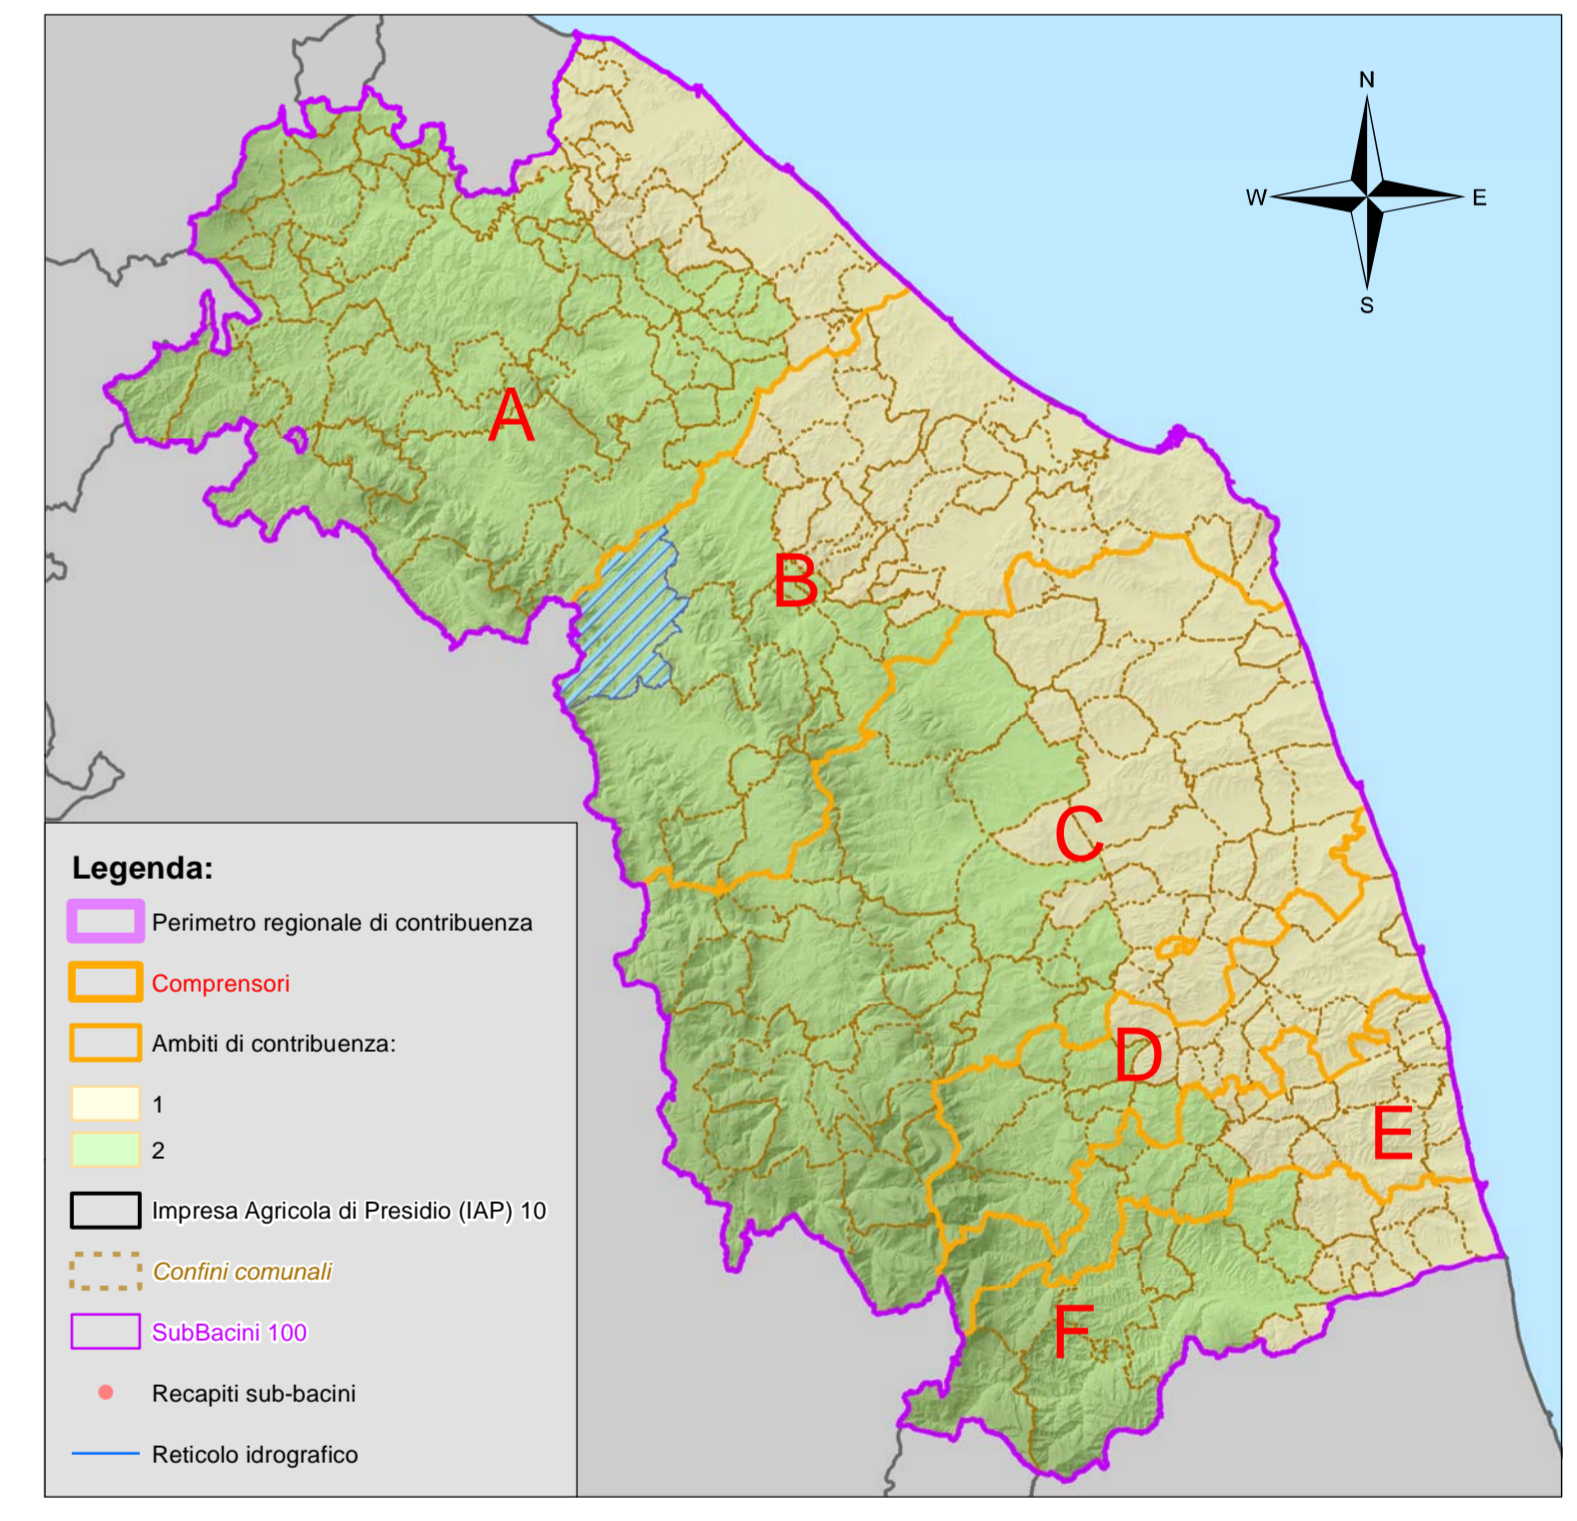 N
W E
S
A
B
C
D
E
F
Legenda:
Perimetro regionale di contribuenza
Comprensori
Ambiti di contribuenza:
1
2
Impresa Agricola di Presidio (IAP) 10
Confini comunali
SubBacini 100
Recapiti sub-bacini
Reticolo idrografico